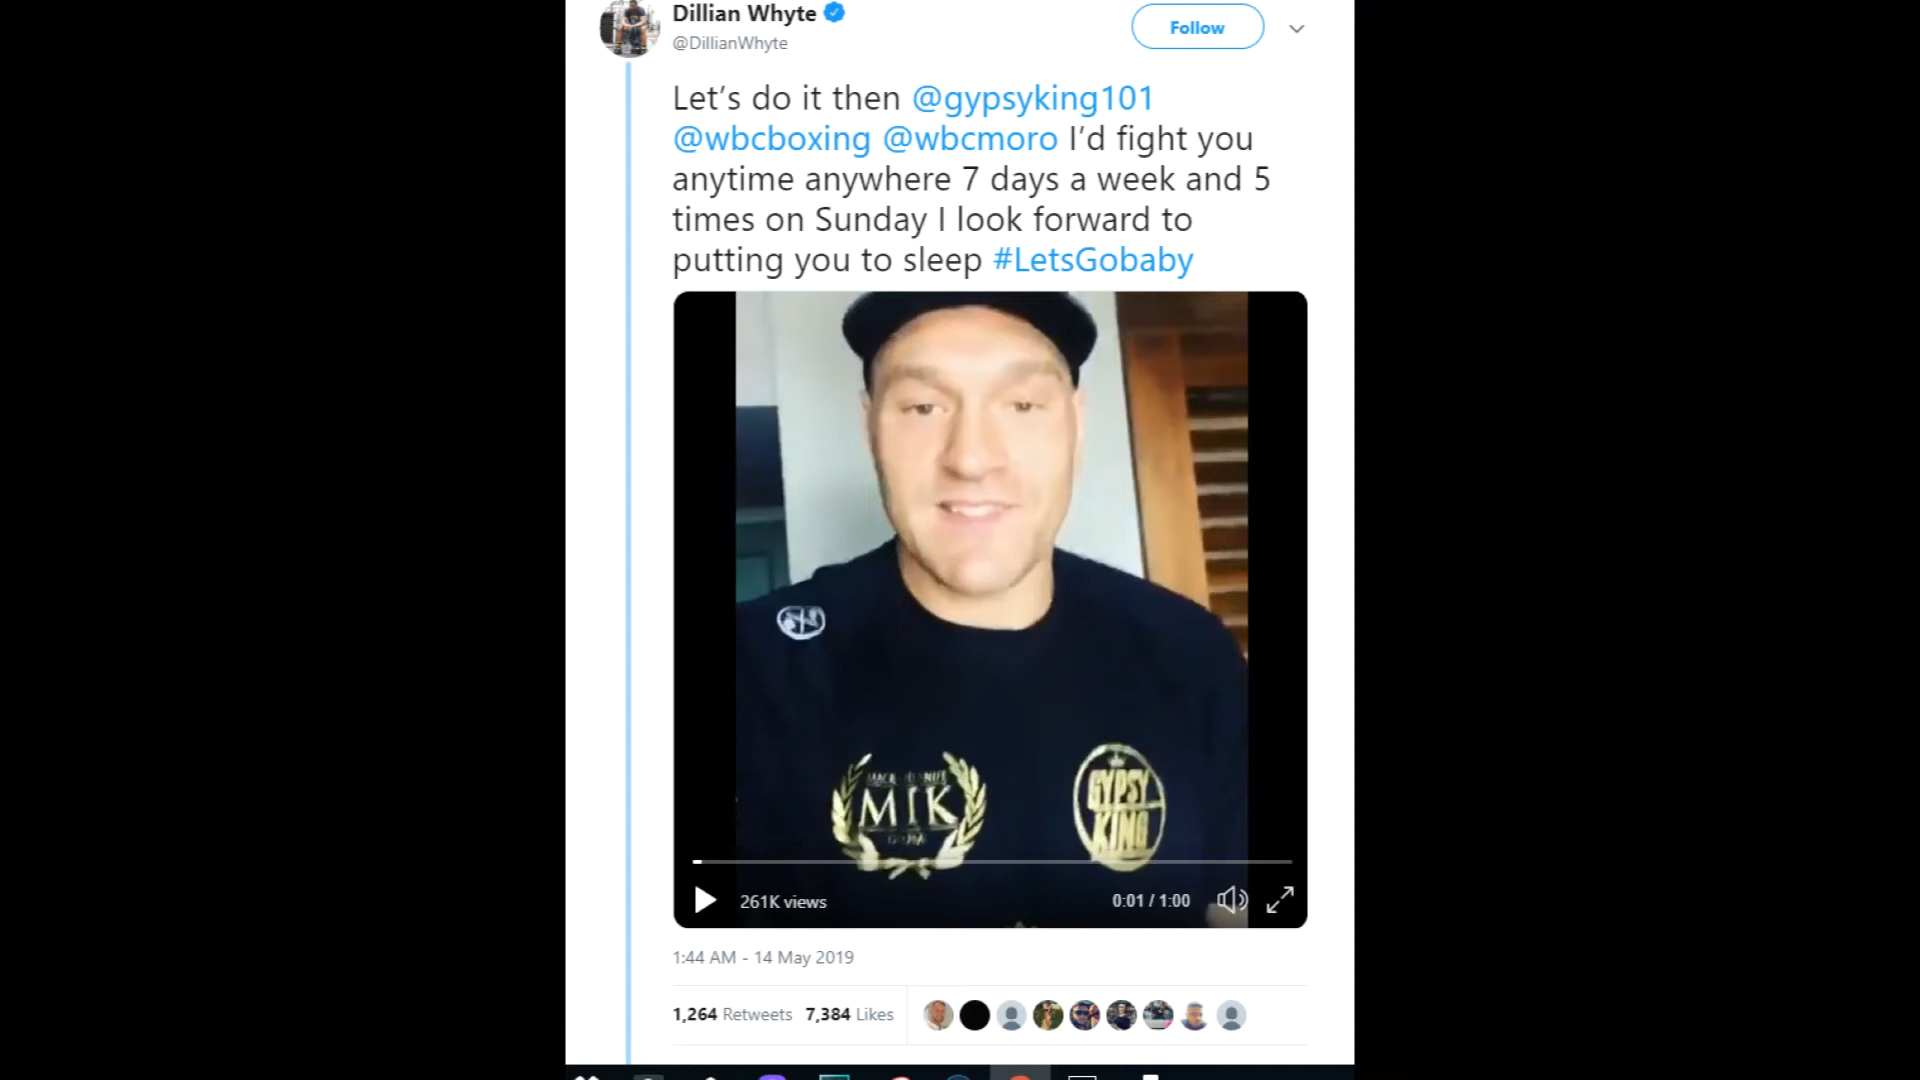 Dillian Whyte
@DillianWhyte
Follow
Let's do it then @gypsyking101
@wbcboxing @wbcmoro I'd fight you
anytime anywhere 7 days a week and 5
times on Sunday I look forward to
putting you to sleep #LetsGobaby
MTK
GYPSY
KING
261K views
0:01 / 1:00
1:44 AM - 14 May 2019
1,264 Retweets 7,384 Likes